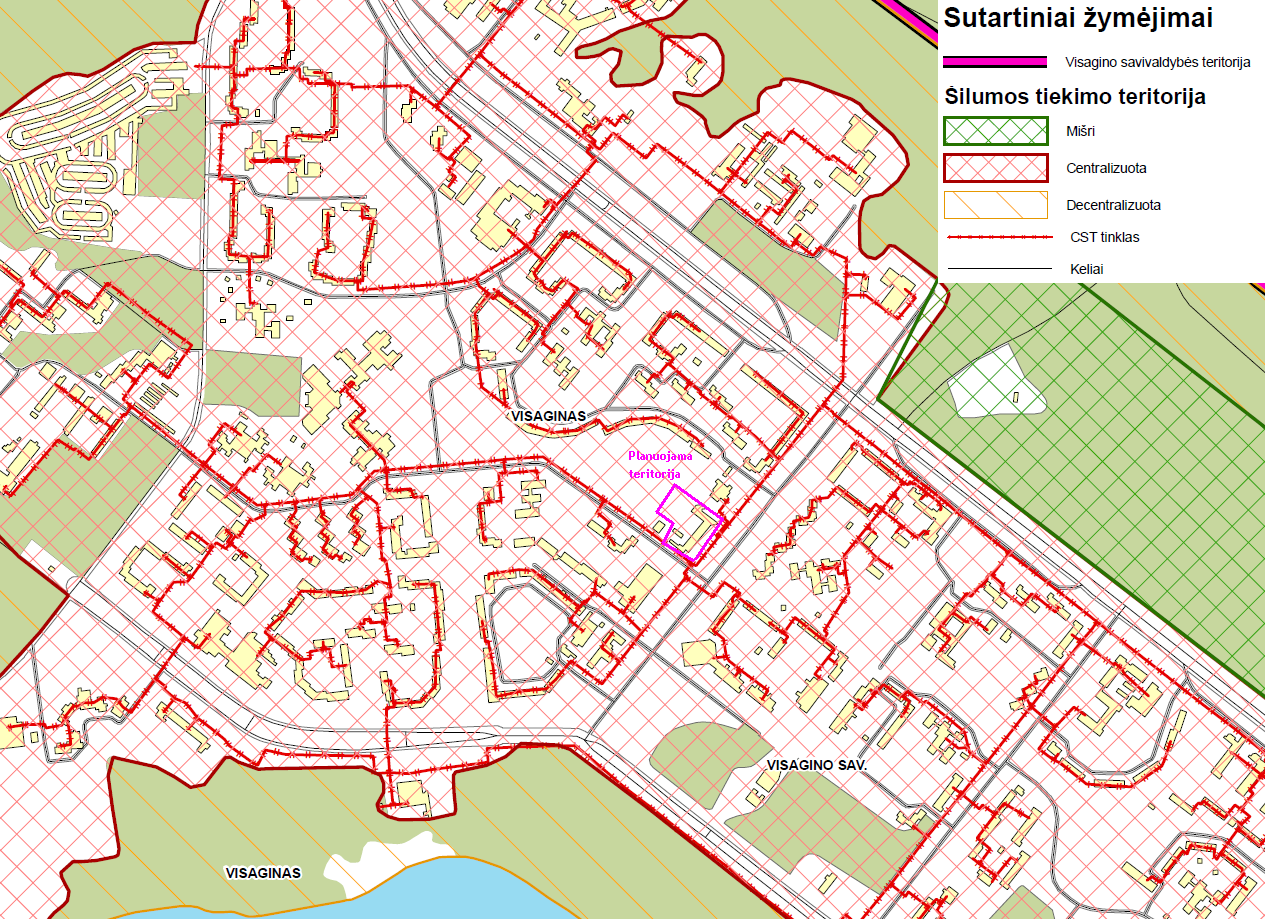 Sutartiniai žymėjimai
Visagino savivaldybės teritorija
Šilumos tiekimo teritorija
Mišri
Centralizuota
Decentralizuota
CST tinklas
Keliai
VISAGINAS
Planuojama
teritorija
VISAGINO SAV.
VISAGINAS